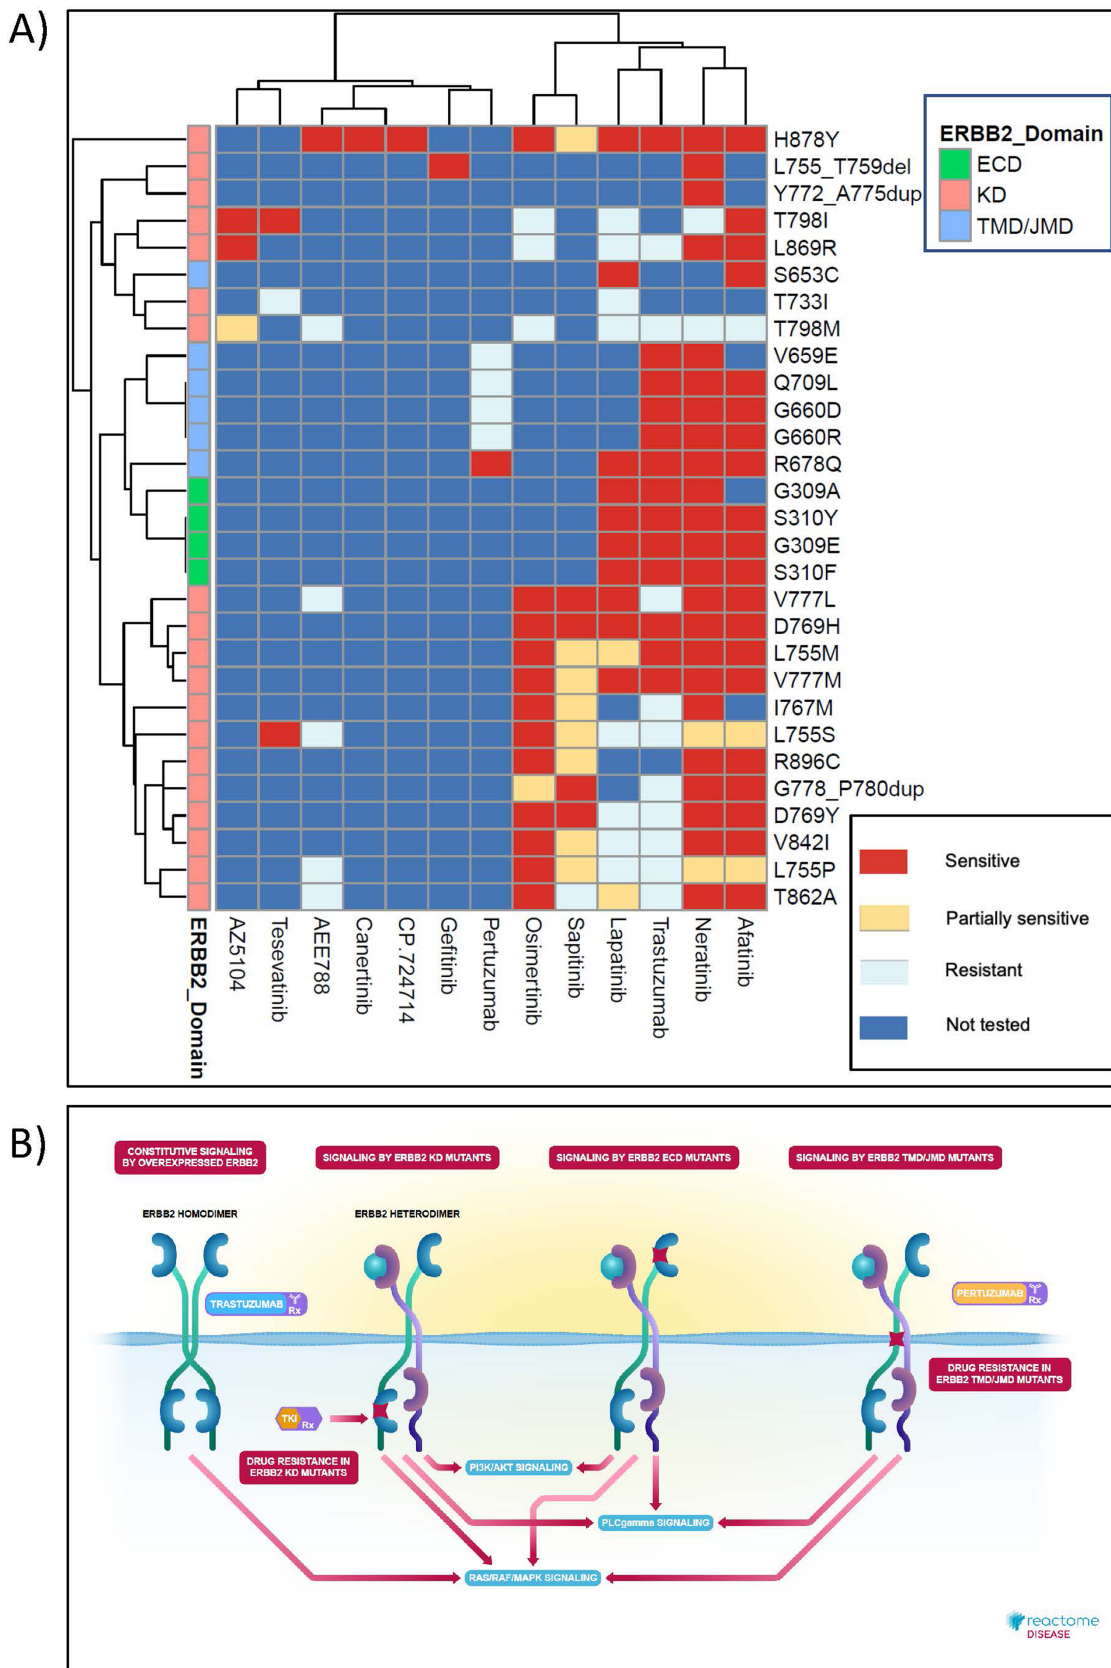 A)
ERBB2_Domain
ECD
KD
TMD/JMD
H878Y
L755_T759del
Y772_A775dup
T798I
L869R
S653C
T733I
T798M
V659E
Q709L
G660D
G660R
R678Q
G309A
S310Y
G309E
S310F
V777L
D769H
L755M
V777M
I767M
L755S
R896C
G778_P780dup
D769Y
V842I
L755P
T862A
Sensitive
Partially sensitive
Resistant
Not tested
ERBB2_Domain
AZ5104
Tesevatinib
AEE788
Canertinib
CP.724714
Gefitinib
Pertuzumab
Osimertinib
Sapitinib
Lapatinib
Trastuzumab
Neratinib
Afatinib
B)
CONSTITUTIVE SIGNALING
BY OVEREXPRESSED ERBB2
SIGNALING BY ERBB2 KD MUTANTS
SIGNALING BY ERBB2 ECD MUTANTS
SIGNALING BY ERBB2 TMD/JMD MUTANTS
ERBB2 HOMODIMER
ERBB2 HETERODIMER
TRASTUZUMAB
Rx
PERTUZUMAB
Rx
DRUG RESISTANCE IN
ERBB2 TMD/JMD MUTANTS
TKI
Rx
DRUG RESISTANCE IN
ERBB2 KD MUTANTS
PI3K/AKT SIGNALING
PLCgamma SIGNALING
RAS/RAF/MAPK SIGNALING
reactome
DISEASE